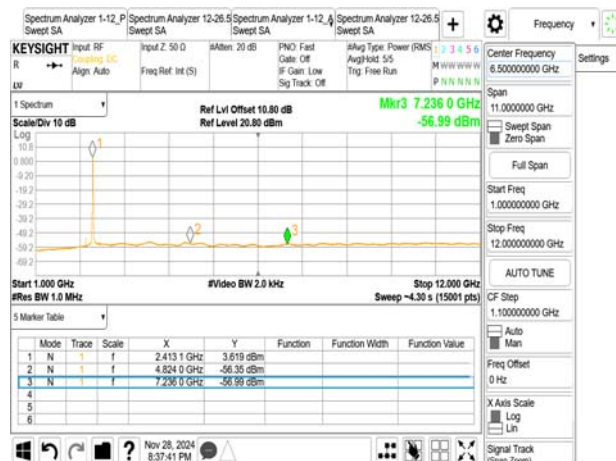 Spectrum Analyzer 1-12_P Spectrum Analyzer 12-26.5 Spectrum Analyzer 1-12_A Spectrum Analyzer 12-26.5
Swept SA Swept SA Swept SA Swept SA
+
Frequency
Settings
KEYSIGHT Input: RF Input Z: 50 Ω #Atten: 20 dB PNO: Fast #Avg Type: Power (RMS 1 2 3 4 5 6
R Coupling: DC Gate: Off Avg|Hold: 5/5 M W W W W W
Align: Auto Freq Ref: Int (S) IF Gain: Low Trig: Free Run
Sig Track: Off P N N N N N
LXI
1 Spectrum Ref Lvl Offset 10.80 dB Mkr3 7.236 0 GHz
Scale/Div 10 dB Ref Level 20.80 dBm -56.99 dBm
Log
10.8
0.800
-9.20
-19.2
-29.2
-39.2
-49.2
-59.2
-69.2
1
2
3
Start 1.000 GHz #Video BW 2.0 kHz Stop 12.000 GHz
#Res BW 1.0 MHz Sweep ~4.30 s (15001 pts)
5 Marker Table
Mode Trace Scale X Y Function Function Width Function Value
1 N 1 f 2.413 1 GHz 3.619 dBm
2 N 1 f 4.824 0 GHz -56.35 dBm
3 N 1 f 7.236 0 GHz -56.99 dBm
4
5
6
? Nov 28, 2024
8:37:41 PM
Center Frequency
6.500000000 GHz
Span
11.0000000 GHz
Swept Span
Zero Span
Full Span
Start Freq
1.000000000 GHz
Stop Freq
12.000000000 GHz
AUTO TUNE
CF Step
1.100000000 GHz
Auto
Man
Freq Offset
0 Hz
X Axis Scale
Log
Lin
Signal Track
(Span Zoom)